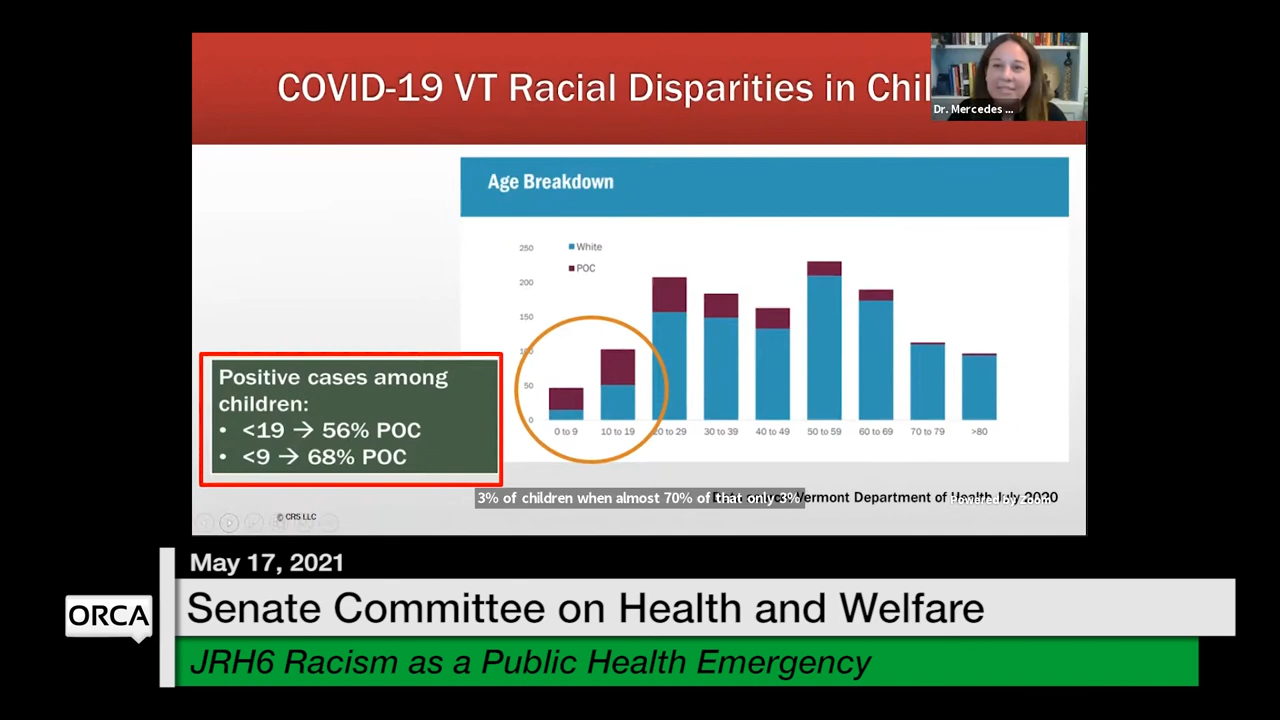 COVID-19 VT Racial Disparities in Chil
Dr. Mercedes ...
Age Breakdown
White
POC
250
200
150
50
0
0 to 9
10 to 19
20 to 29
30 to 39
40 to 49
50 to 59
60 to 69
70 to 79
>80
Positive cases among
children:
• <19 → 56% POC
• <9 → 68% POC
3% of children when almost 70% of that only 3%
Vermont Department of Health July 2020
Powered by Zoom
© CRS LLC
May 17, 2021
ORCA
Senate Committee on Health and Welfare
JRH6 Racism as a Public Health Emergency